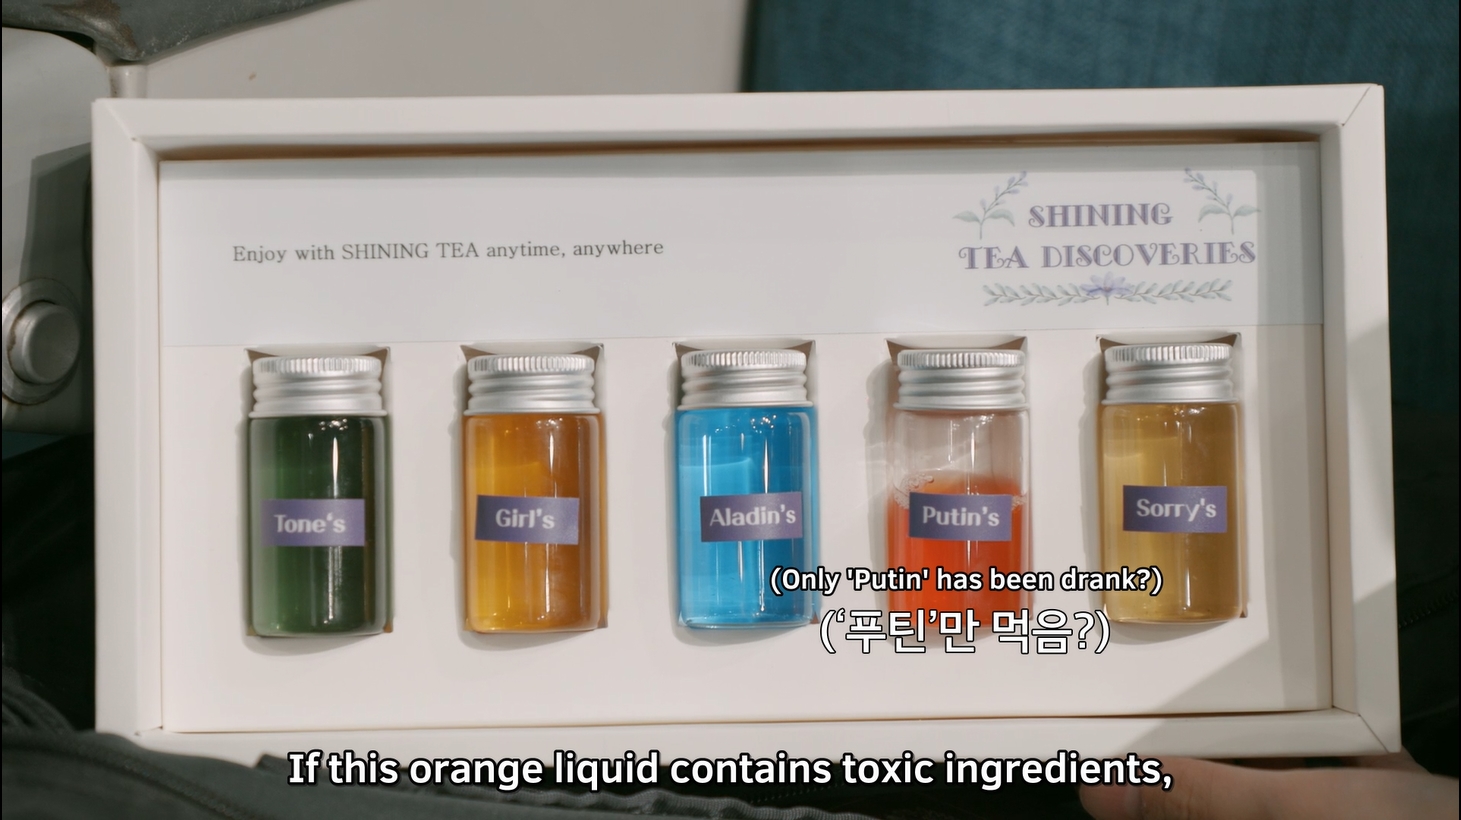 Enjoy with SHINING TEA anytime, anywhere
SHINING
TEA DISCOVERIES
Tone's
Girl's
Aladin's
Putin's
Sorry's
(Only 'Putin' has been drank?)
(‘푸틴’만 먹음?)
If this orange liquid contains toxic ingredients,